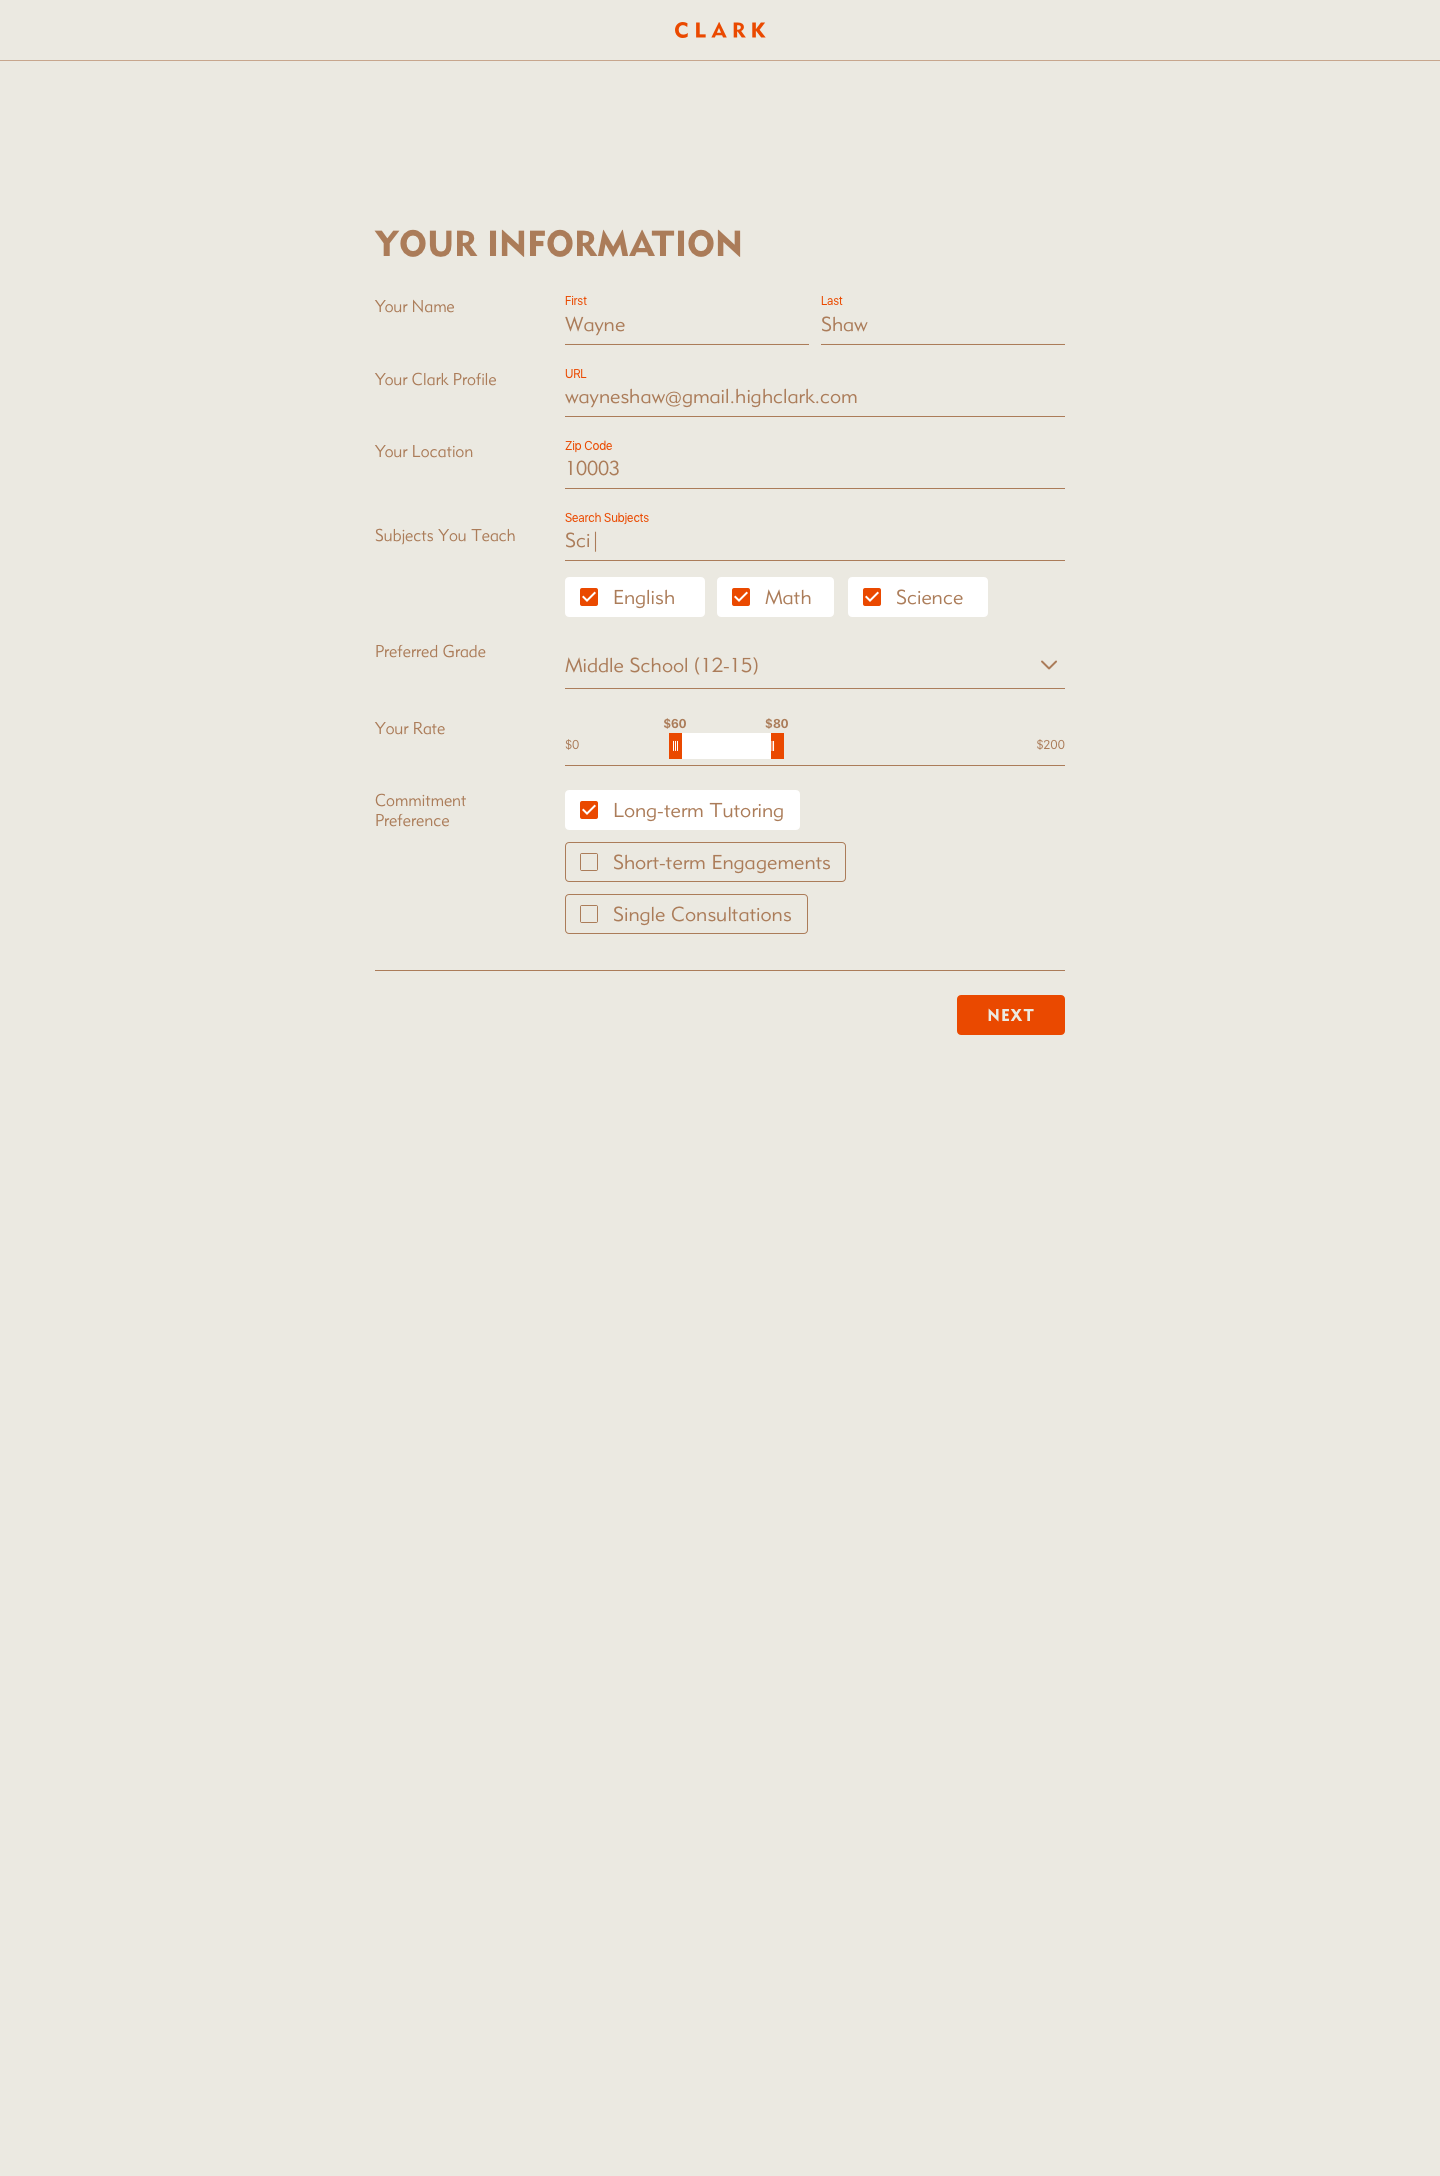 CLARK
YOUR INFORMATION
Your Name
First
Last
Wayne
Shaw
Your Clark Profile
URL
wayneshaw@gmail.highclark.com
Your Location
Zip Code
10003
Subjects You Teach
Search Subjects
Sci
English
Math
Science
Preferred Grade
Middle School (12-15)
Your Rate
$60
$80
$0
$200
Commitment
Preference
Long-term Tutoring
Short-term Engagements
Single Consultations
NEXT